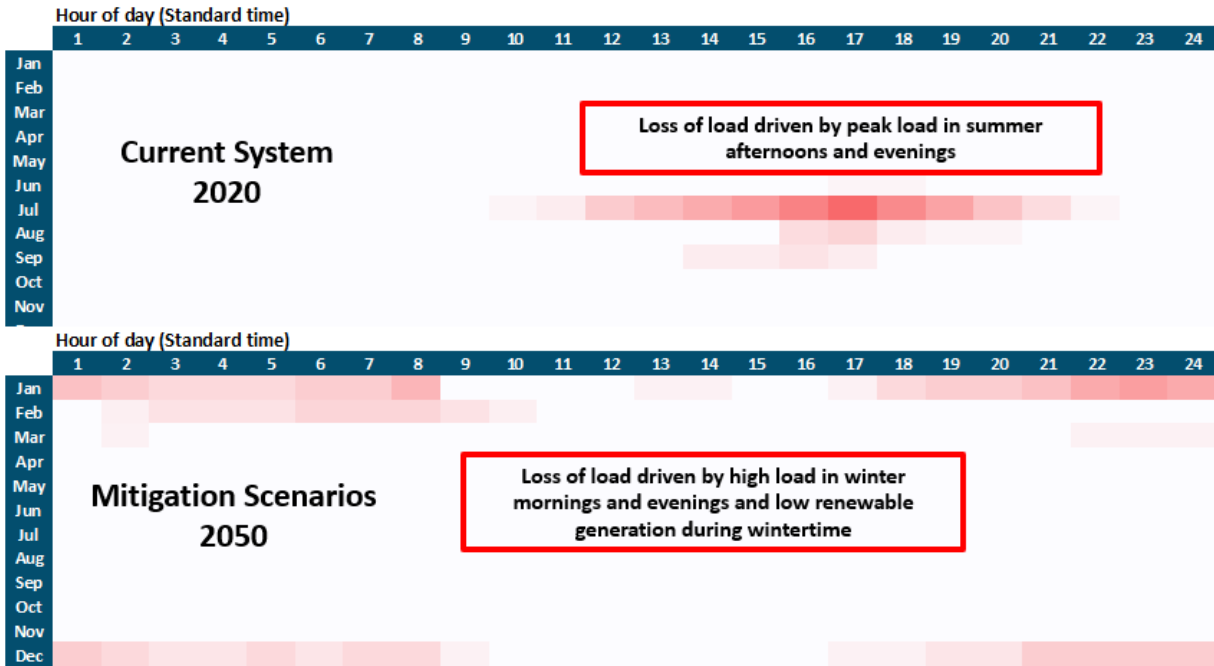 Hour of day (Standard time)
1 2 3 4 5 6 7 8 9 10 11 12 13 14 15 16 17 18 19 20 21 22 23 24
Jan
Feb
Mar
Apr
May
Jun
Jul
Aug
Sep
Oct
Nov
Current System
2020
Loss of load driven by peak load in summer
afternoons and evenings
Hour of day (Standard time)
1 2 3 4 5 6 7 8 9 10 11 12 13 14 15 16 17 18 19 20 21 22 23 24
Jan
Feb
Mar
Apr
May
Jun
Jul
Aug
Sep
Oct
Nov
Dec
Mitigation Scenarios
2050
Loss of load driven by high load in winter
mornings and evenings and low renewable
generation during wintertime